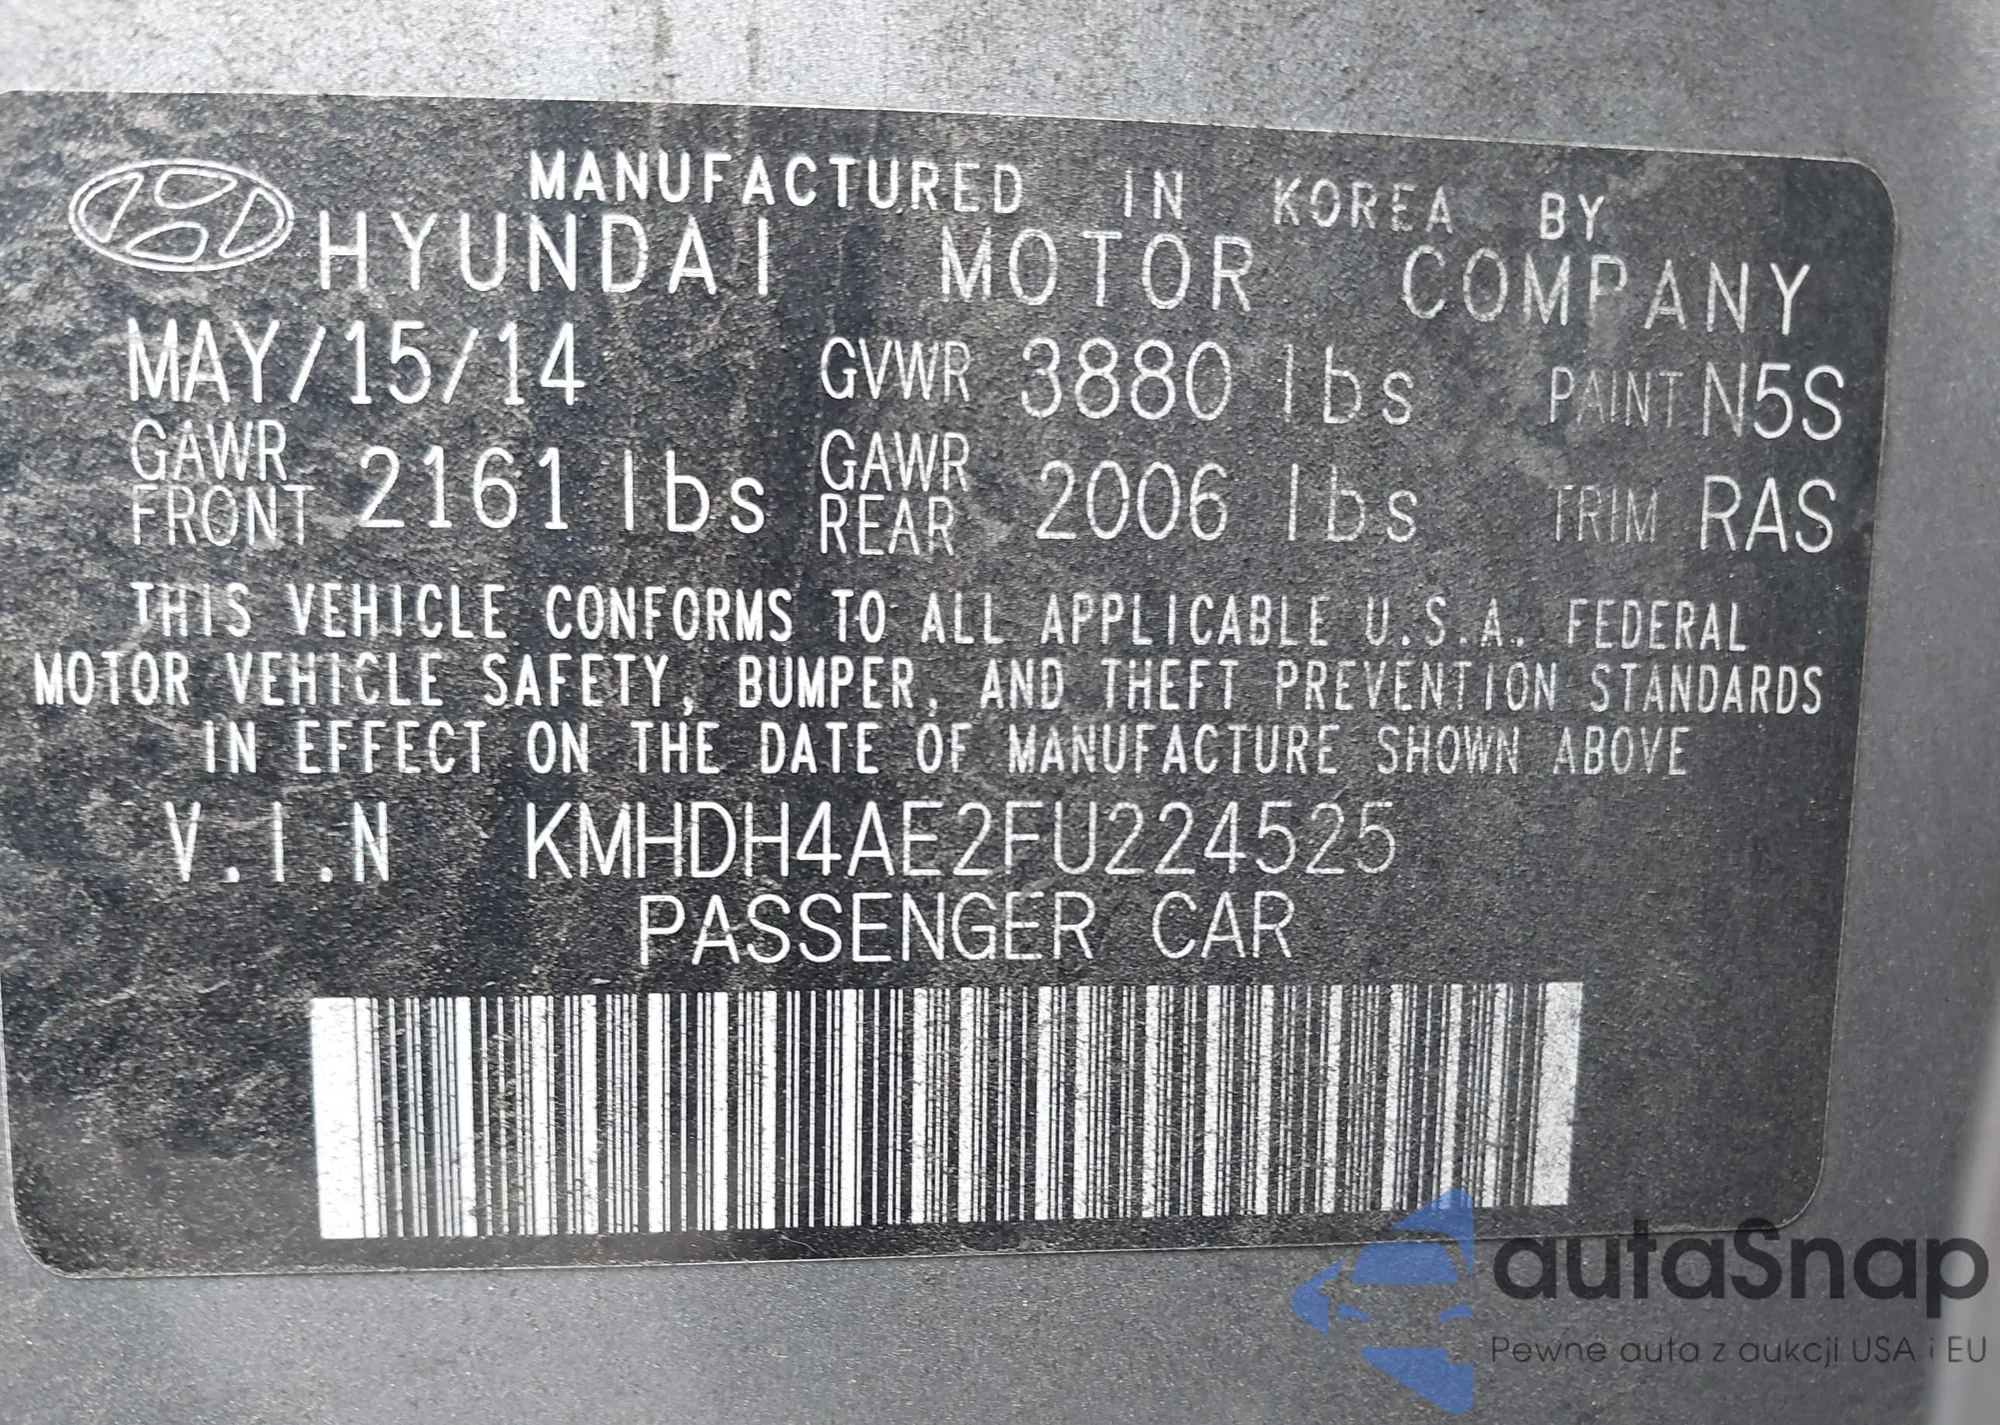 MANUFACTURED IN KOREA BY
HYUNDAI MOTOR COMPANY
MAY/15/14 GVWR 3880 lbs PAINT N5S
GAWR FRONT 2161 lbs GAWR REAR 2006 lbs TRIM RAS
THIS VEHICLE CONFORMS TO ALL APPLICABLE U.S.A. FEDERAL
MOTOR VEHICLE SAFETY, BUMPER, AND THEFT PREVENTION STANDARDS
IN EFFECT ON THE DATE OF MANUFACTURE SHOWN ABOVE
V.I.N KMHDH4AE2FU224525
PASSENGER CAR
autaSnap
Pewne auta z aukcji USA i EU